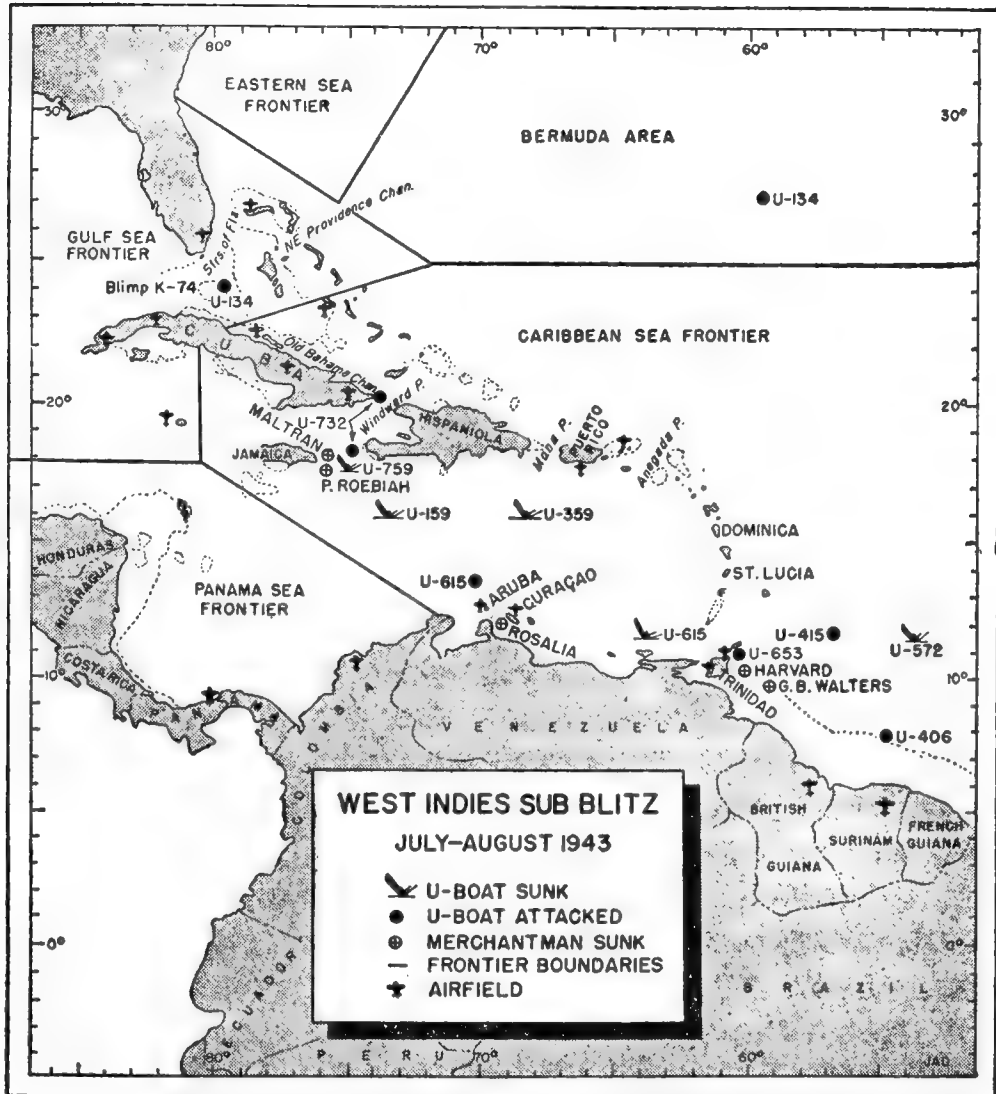 80° 70° 60°
EASTERN SEA
FRONTIER
30° 30°
BERMUDA AREA
U-134
NE Providence Chan.
Strs. of Fla
GULF SEA
FRONTIER
Blimp K-74
U-134
CARIBBEAN SEA FRONTIER
CUBA
Old Bahama Chan.
20° 20°
U-732
Windward P.
HISPANIOLA
MALTRAN
JAMAICA
U-759
P. ROEBIAH
Mona P.
PUERTO
RICO
Anegada P.
U-159 U-359
DOMINICA
ST. LUCIA
HONDURAS
NICARAGUA
COSTA RICA
PANAMA
PANAMA SEA
FRONTIER
U-615
ARUBA
CURAÇAO
ROSALIA
U-615
U-415
U-572
U-653
HARVARD
G.B. WALTERS
TRINIDAD
10° 10°
U-406
COLOMBIA
VENEZUELA
BRITISH
GUIANA
SURINAM
FRENCH
GUIANA
WEST INDIES SUB BLITZ
JULY-AUGUST 1943
U-BOAT SUNK
U-BOAT ATTACKED
MERCHANTMAN SUNK
FRONTIER BOUNDARIES
AIRFIELD
0° 0°
ECUADOR
BRAZIL
PERU
80° 70° 60°
JAD